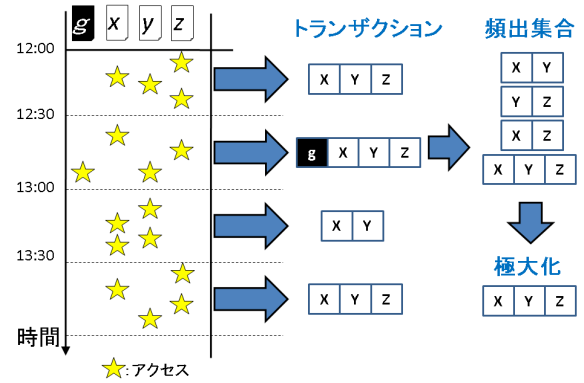 g x y z
トランザクション
頻出集合
12:00
X Y Z
X Y
Y Z
X Z
X Y Z
12:30
g X Y Z
13:00
X Y
13:30
極大化
X Y Z
X Y Z
時間
:アクセス